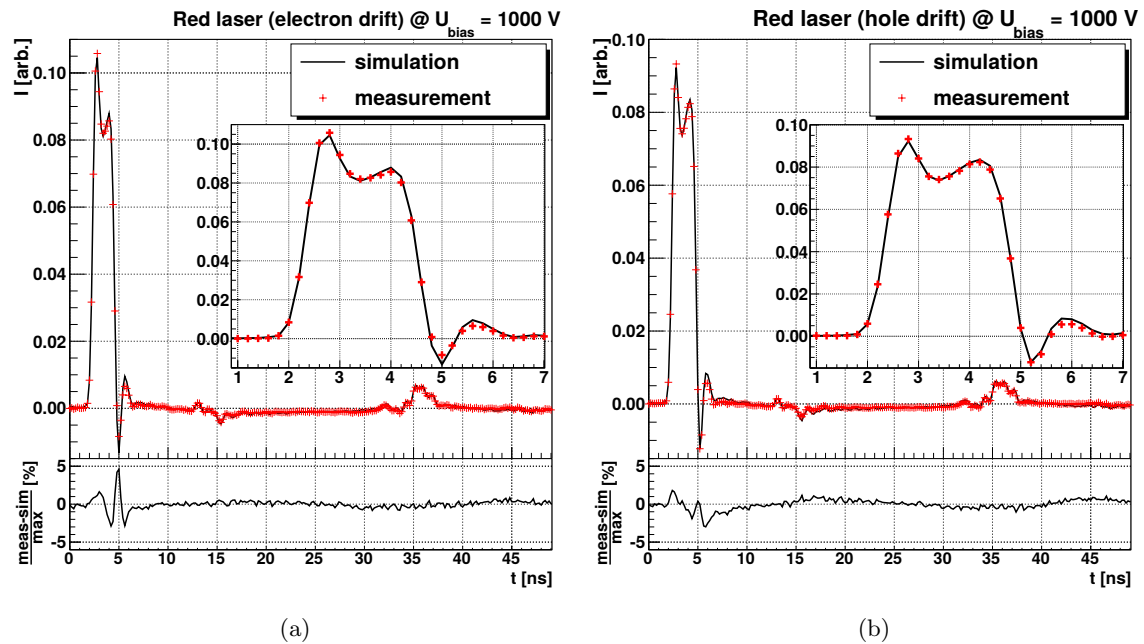 Red laser (electron drift) @ U_bias = 1000 V
I [arb.]
simulation
measurement
0.10
0.08
0.06
0.04
0.02
0.00
0.10
0.08
0.06
0.04
0.02
0.00
1 2 3 4 5 6 7
meas-sim
max
[%]
5
0
-5
0 5 10 15 20 25 30 35 40 45
t [ns]
(a)
Red laser (hole drift) @ U_bias = 1000 V
I [arb.]
simulation
measurement
0.10
0.08
0.06
0.04
0.02
0.00
0.10
0.08
0.06
0.04
0.02
0.00
1 2 3 4 5 6 7
meas-sim
max
[%]
5
0
-5
0 5 10 15 20 25 30 35 40 45
t [ns]
(b)